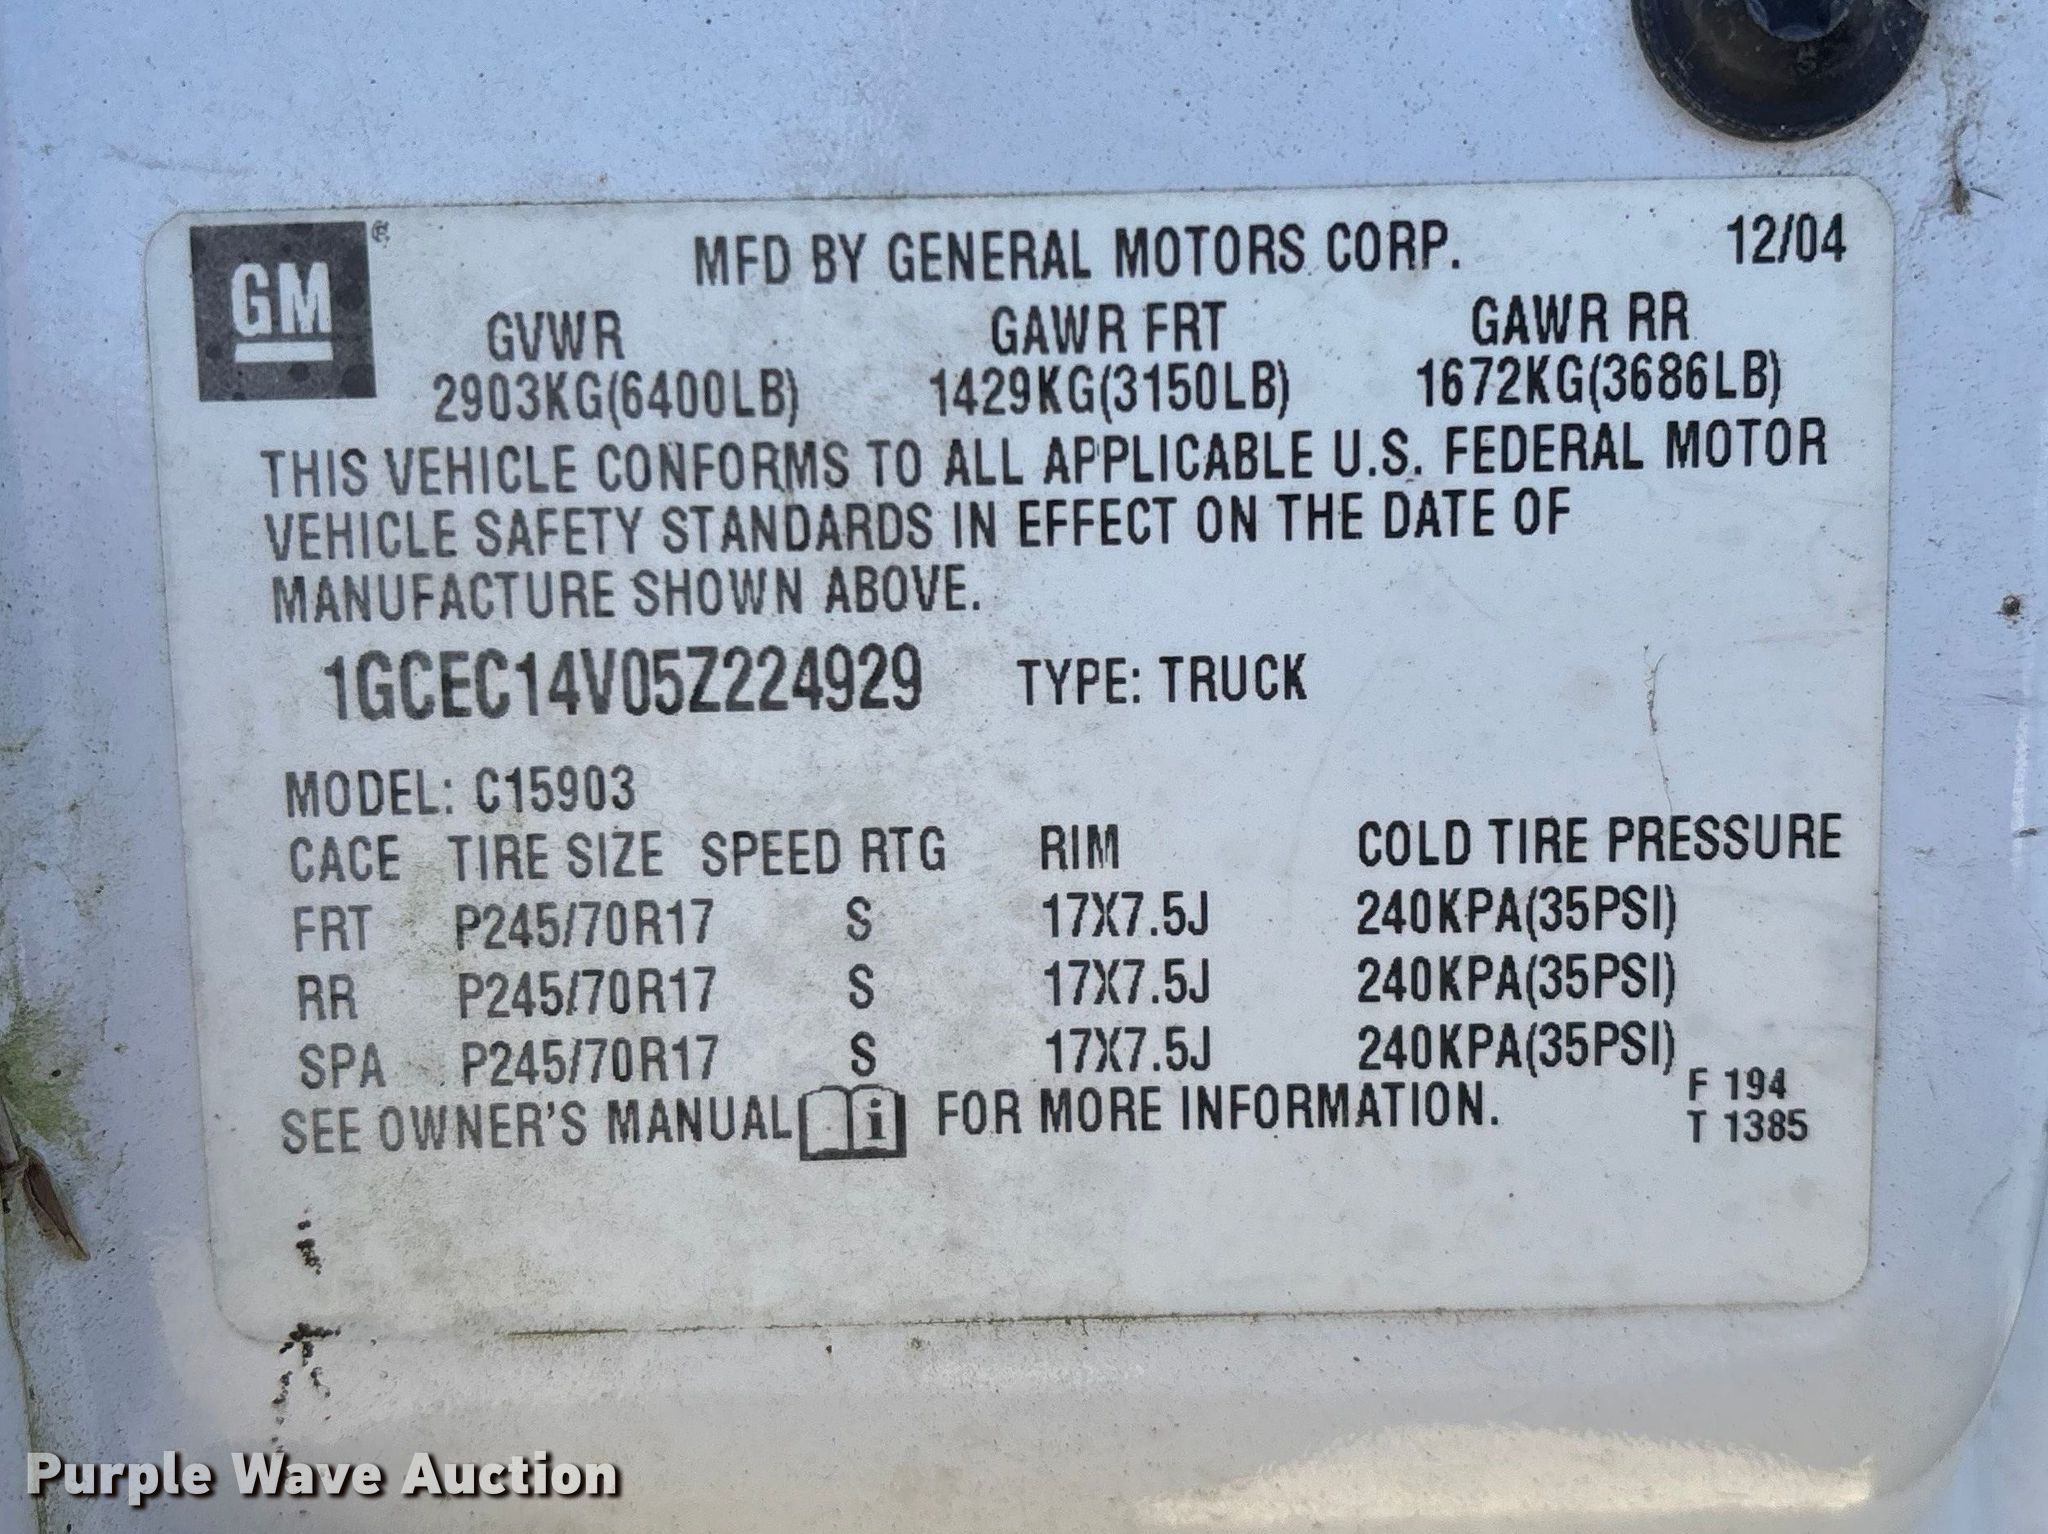 GM ®
MFD BY GENERAL MOTORS CORP. 12/04
GVWR GAWR FRT GAWR RR
2903KG(6400LB) 1429KG(3150LB) 1672KG(3686LB)
THIS VEHICLE CONFORMS TO ALL APPLICABLE U.S. FEDERAL MOTOR
VEHICLE SAFETY STANDARDS IN EFFECT ON THE DATE OF
MANUFACTURE SHOWN ABOVE.
1GCEC14V05Z224929 TYPE: TRUCK
MODEL: C15903
CACE TIRE SIZE SPEED RTG RIM COLD TIRE PRESSURE
FRT P245/70R17 S 17X7.5J 240KPA(35PSI)
RR P245/70R17 S 17X7.5J 240KPA(35PSI)
SPA P245/70R17 S 17X7.5J 240KPA(35PSI)
SEE OWNER'S MANUAL i FOR MORE INFORMATION.
F 194
T 1385
Purple Wave Auction